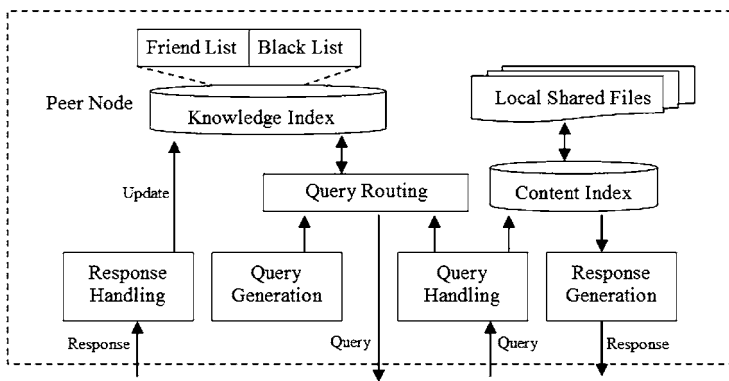 Friend List
Black List
Peer Node
Knowledge Index
Local Shared Files
Update
Query Routing
Content Index
Response
Handling
Query
Generation
Query
Handling
Response
Generation
Response
Query
Query
Response